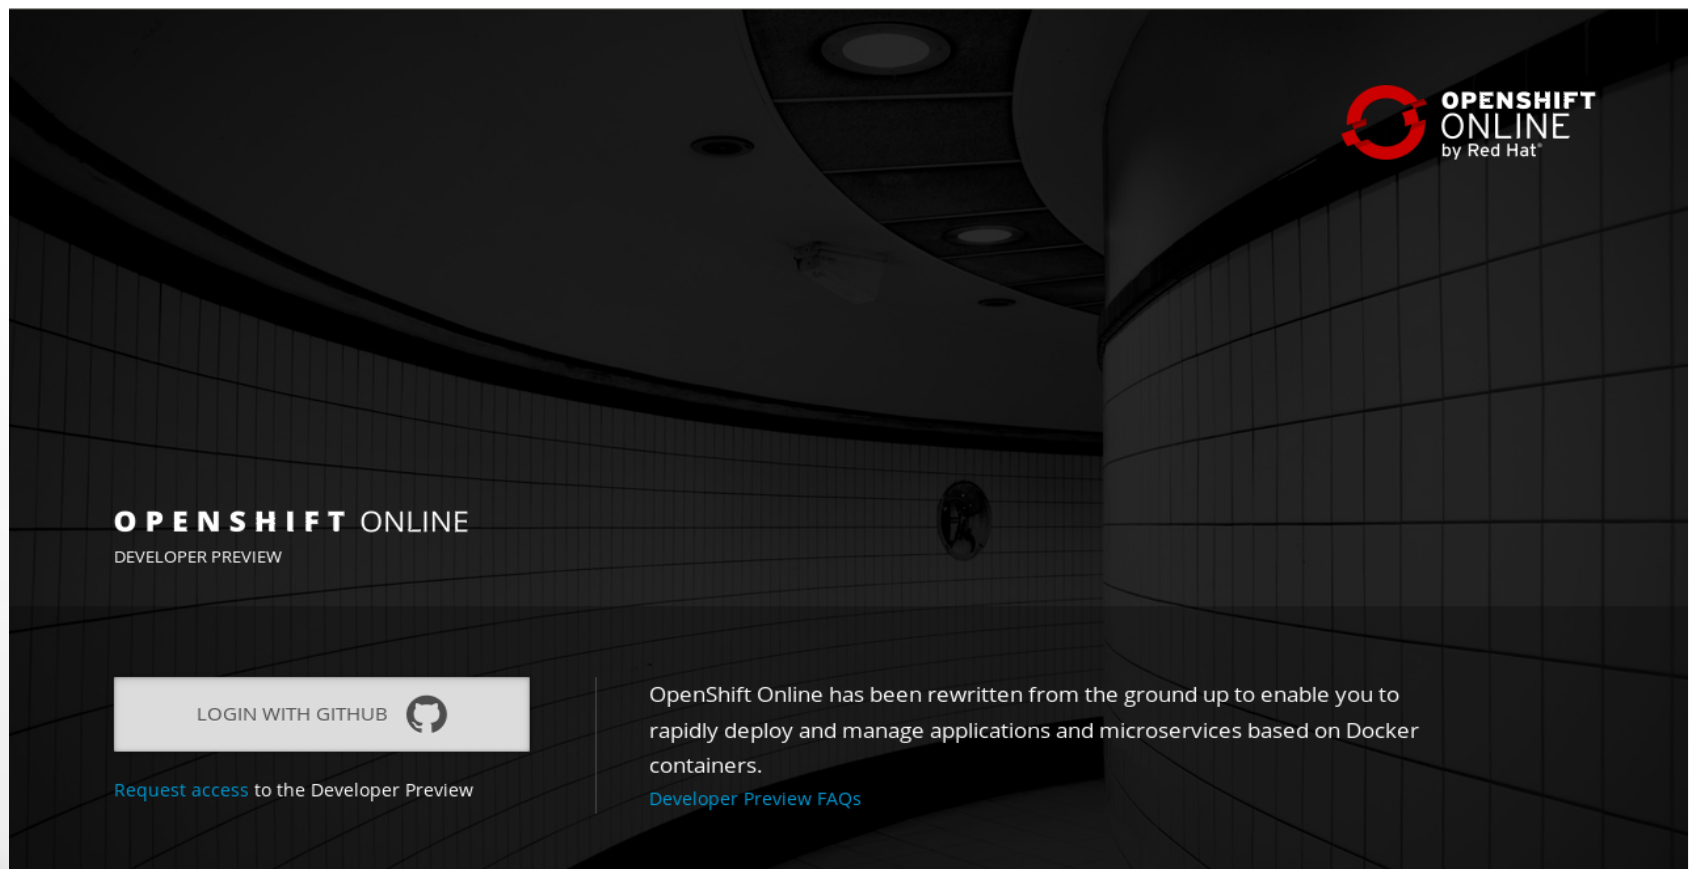 OPENSHIFT
ONLINE
by Red Hat®
OPENSHIFT ONLINE
DEVELOPER PREVIEW
LOGIN WITH GITHUB
Request access to the Developer Preview
OpenShift Online has been rewritten from the ground up to enable you to
rapidly deploy and manage applications and microservices based on Docker
containers.
Developer Preview FAQs